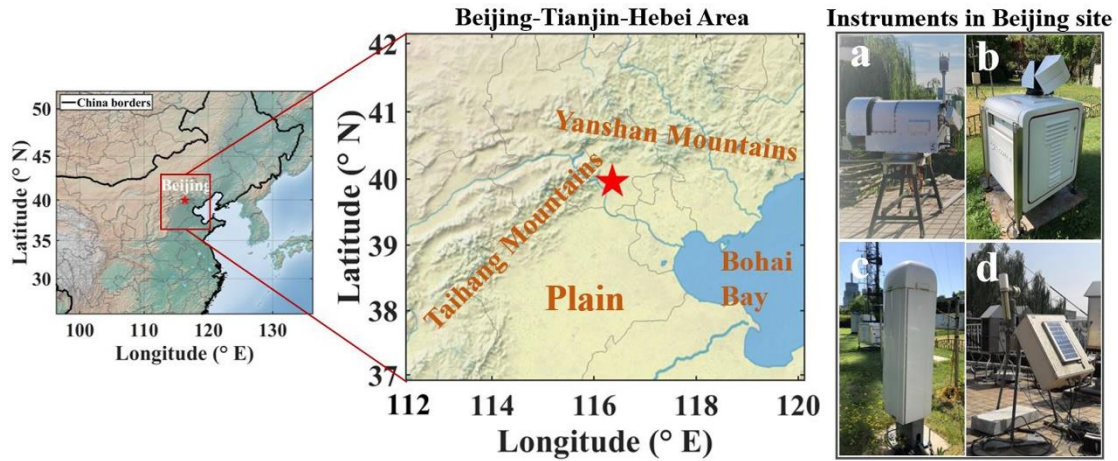 Beijing-Tianjin-Hebei Area
Instruments in Beijing site
China borders
Beijing
50
45
40
35
30
100
110
120
130
Latitude (° N)
Longitude (° E)
42
41
40
39
38
37
112
114
116
118
120
Latitude (° N)
Longitude (° E)
Yanshan Mountains
Taihang Mountains
Plain
Bohai
Bay
a
b
c
d